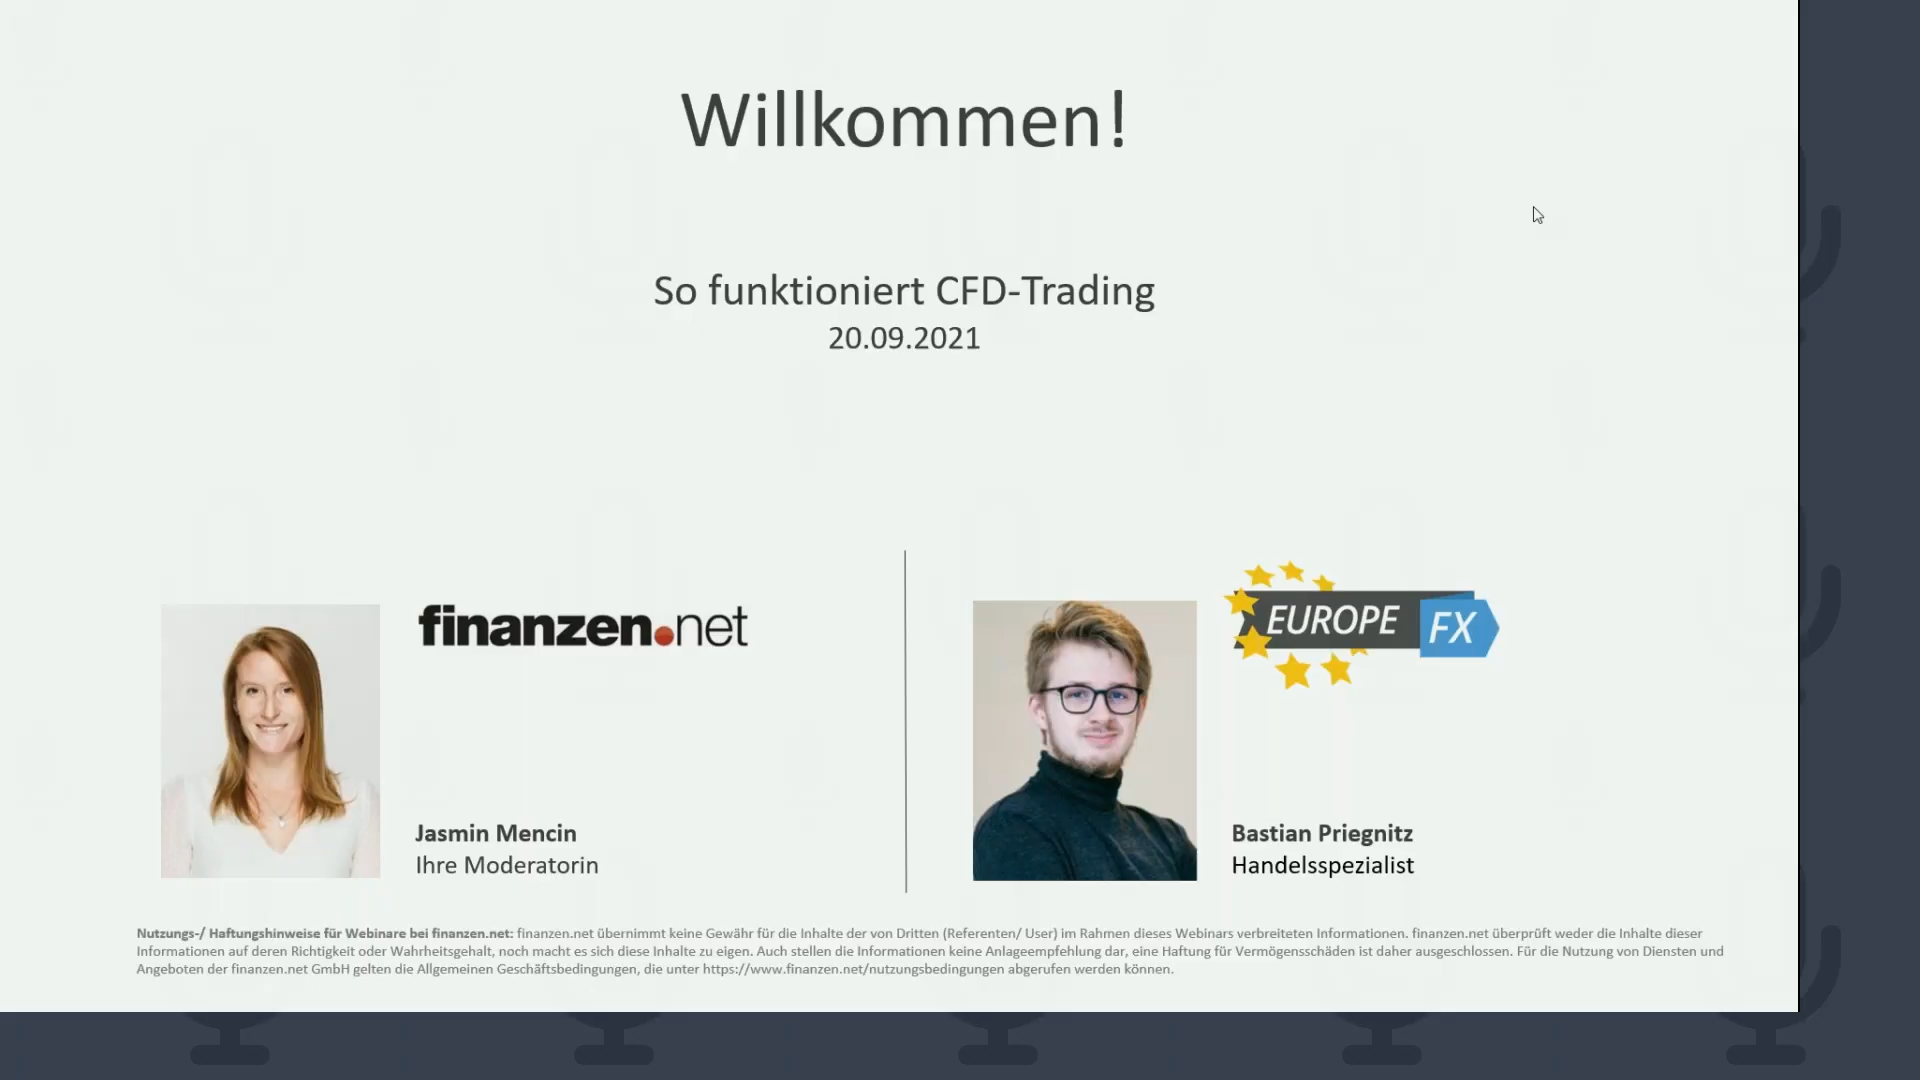 Willkommen!
So funktioniert CFD-Trading
20.09.2021
finanzen.net
EUROPE FX
Jasmin Mencin
Ihre Moderatorin
Bastian Priegnitz
Handelsspezialist
Nutzungs-/ Haftungshinweise für Webinare bei finanzen.net: finanzen.net übernimmt keine Gewähr für die Inhalte der von Dritten (Referenten/ User) im Rahmen dieses Webinars verbreiteten Informationen. finanzen.net überprüft weder die Inhalte dieser
Informationen auf deren Richtigkeit oder Wahrheitsgehalt, noch macht es sich diese Inhalte zu eigen. Auch stellen die Informationen keine Anlageempfehlung dar, eine Haftung für Vermögensschäden ist daher ausgeschlossen. Für die Nutzung von Diensten und
Angeboten der finanzen.net GmbH gelten die Allgemeinen Geschäftsbedingungen, die unter https://www.finanzen.net/nutzungsbedingungen abgerufen werden können.